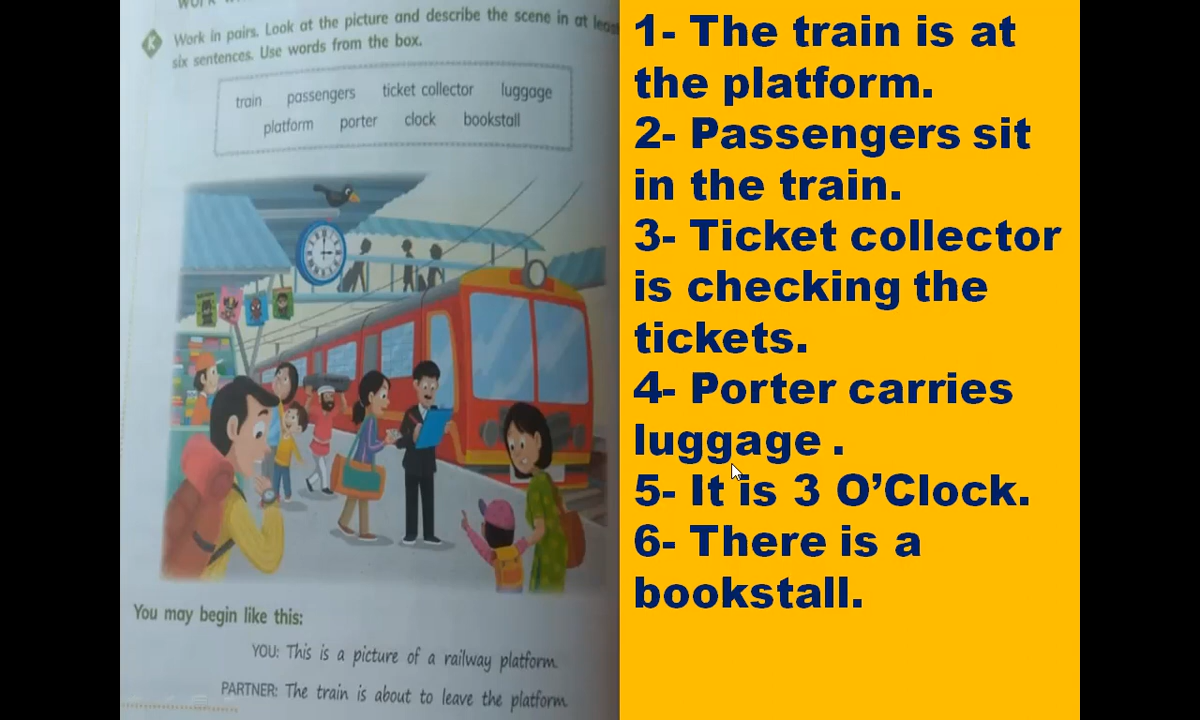 K Work in pairs. Look at the picture and describe the scene in at least
six sentences. Use words from the box.
train passengers ticket collector luggage
platform porter clock bookstall
You may begin like this:
YOU: This is a picture of a railway platform.
PARTNER: The train is about to leave the platform.
1- The train is at
the platform.
2- Passengers sit
in the train.
3- Ticket collector
is checking the
tickets.
4- Porter carries
luggage .
5- It is 3 O’Clock.
6- There is a
bookstall.